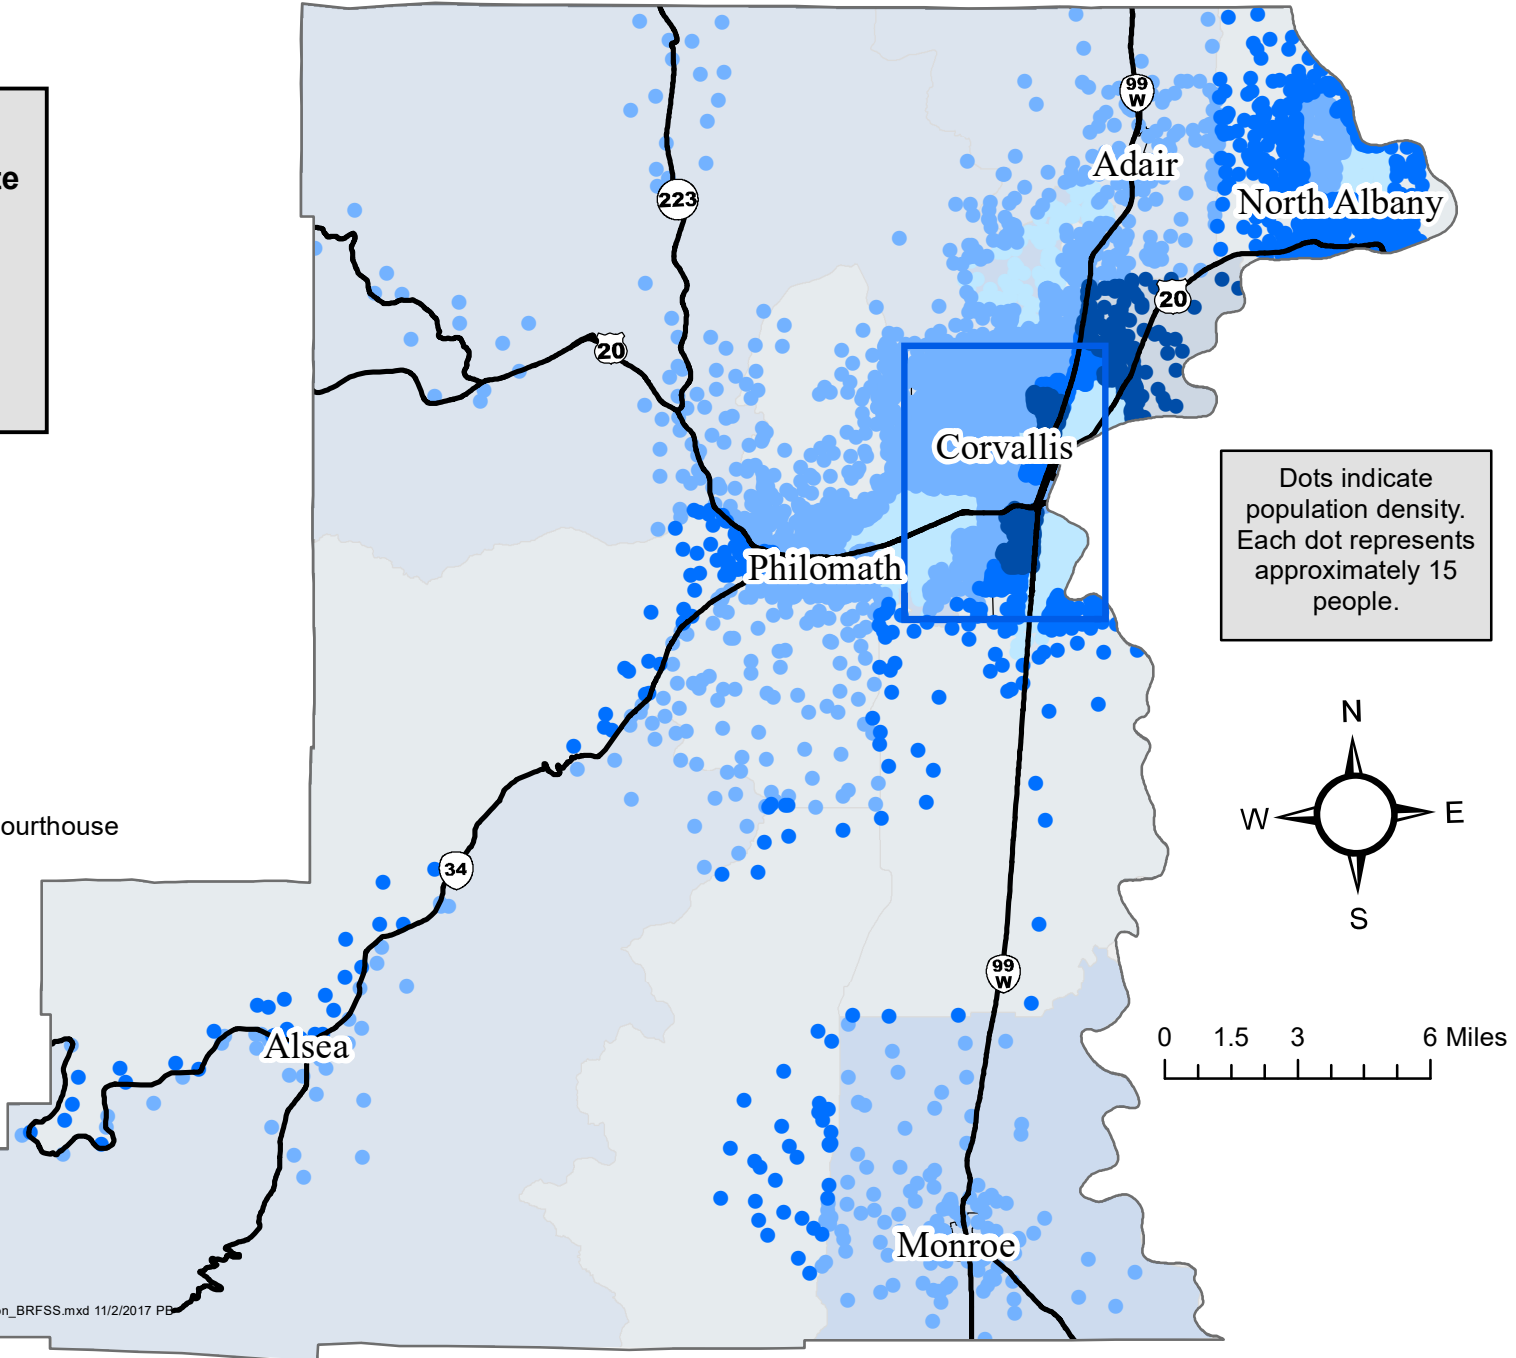 99
W
te
Adair
223
North Albany
20
20
Corvallis
Dots indicate
population density.
Each dot represents
approximately 15
people.
Philomath
N
W
E
S
ourthouse
34
99
W
0 1.5 3 6 Miles
Alsea
Monroe
on_BRFSS.mxd 11/2/2017 PB